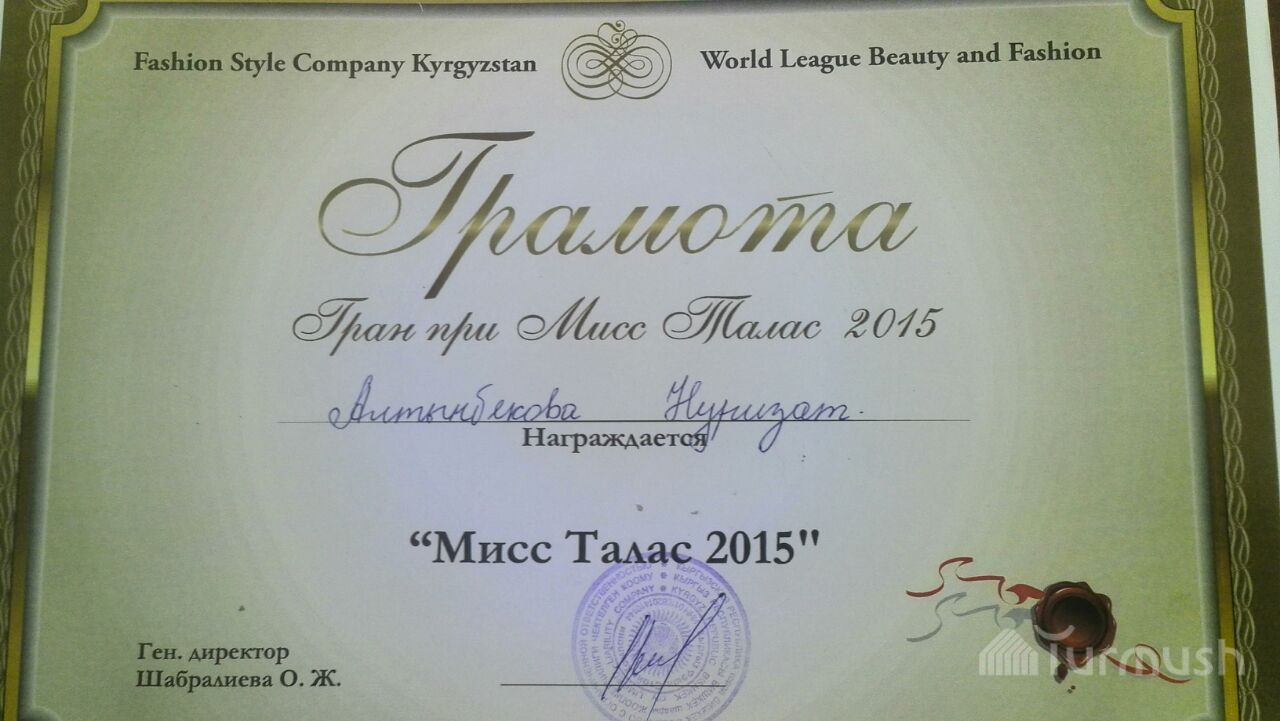 Fashion Style Company Kyrgyzstan
World League Beauty and Fashion
Грамота
Гран при Мисс Талас 2015
Алтынбекова Нуризат.
Награждается
“Мисс Талас 2015"
Ген. директор
Шабралиева О. Ж.
Turmush